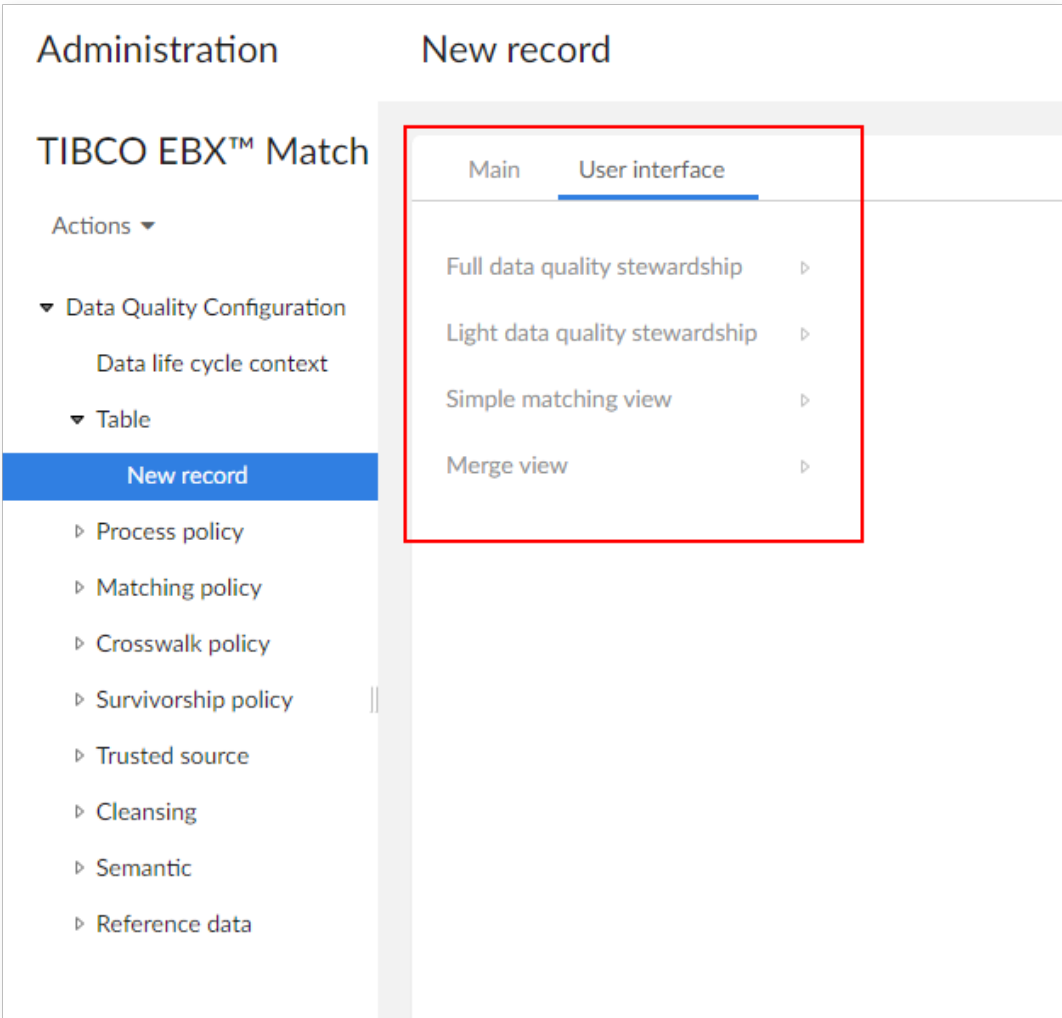 Administration
New record
TIBCO EBX™ Match
Actions
Data Quality Configuration
Data life cycle context
Table
New record
Process policy
Matching policy
Crosswalk policy
Survivorship policy
Trusted source
Cleansing
Semantic
Reference data
Main
User interface
Full data quality stewardship
Light data quality stewardship
Simple matching view
Merge view